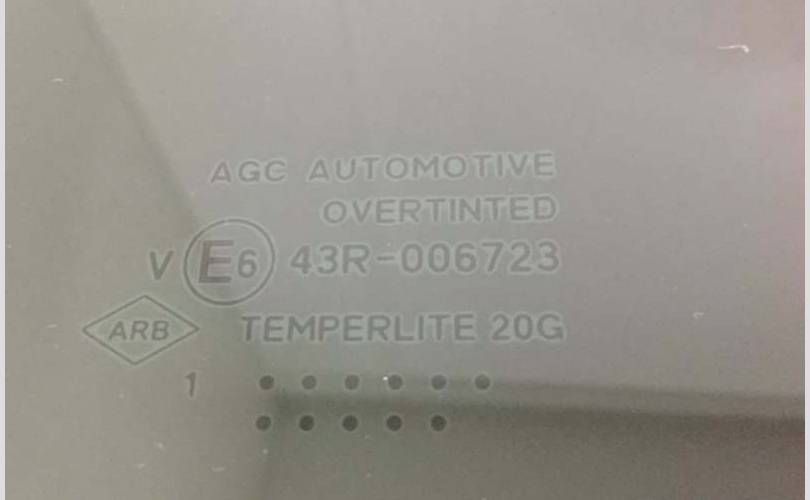 AGC AUTOMOTIVE
OVERTINTED
V E6 43R-006723
ARB TEMPERLITE 20G
1 ••••••
•••••